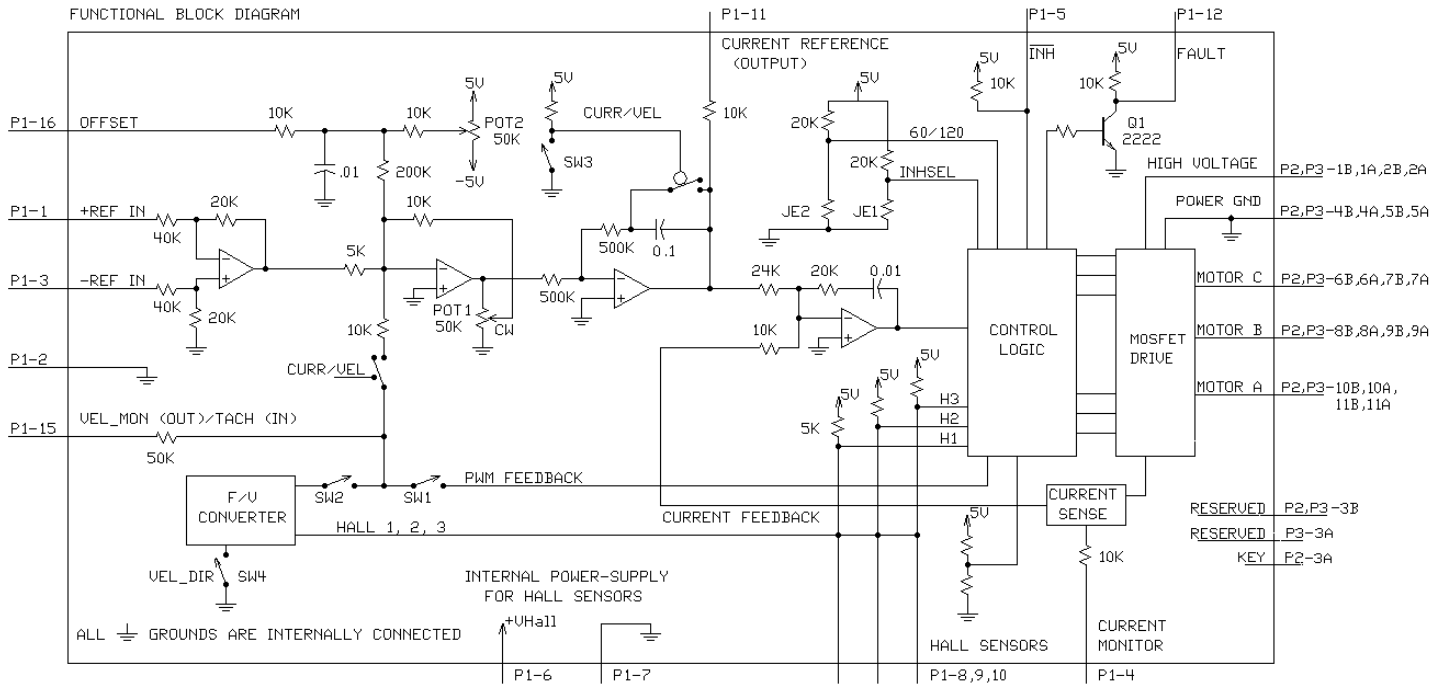 FUNCTIONAL BLOCK DIAGRAM
P1-11
P1-5
P1-12
CURRENT REFERENCE
(OUTPUT)
INH
FAULT
5V
10K
5V
10K
P1-16 OFFSET
10K
10K
5V
POT2
50K
-5V
.01
200K
5V
SW3
CURR/VEL
10K
5V
20K
60/120
20K
INHSEL
JE2
JE1
Q1
2222
HIGH VOLTAGE
P2,P3-1B,1A,2B,2A
POWER GND
P2,P3-4B,4A,5B,5A
P1-1 +REF IN
40K
20K
P1-3 -REF IN
40K
20K
5K
10K
POT1
50K
CW
500K
500K
0.1
24K
20K
0.01
10K
CONTROL
LOGIC
MOSFET
DRIVE
MOTOR C P2,P3-6B,6A,7B,7A
MOTOR B P2,P3-8B,8A,9B,9A
MOTOR A P2,P3-10B,10A,
11B,11A
P1-2
10K
CURR/VEL
P1-15 VEL_MON (OUT)/TACH (IN)
50K
5V
5V
5V
5K
H3
H2
H1
F/V
CONVERTER
SW2
SW1
PWM FEEDBACK
HALL 1, 2, 3
CURRENT FEEDBACK
CURRENT
SENSE
5V
10K
RESERVED P2,P3-3B
RESERVED P3-3A
KEY P2-3A
VEL_DIR
SW4
INTERNAL POWER-SUPPLY
FOR HALL SENSORS
+VHall
ALL GROUNDS ARE INTERNALLY CONNECTED
HALL SENSORS
CURRENT
MONITOR
P1-6
P1-7
P1-8,9,10
P1-4